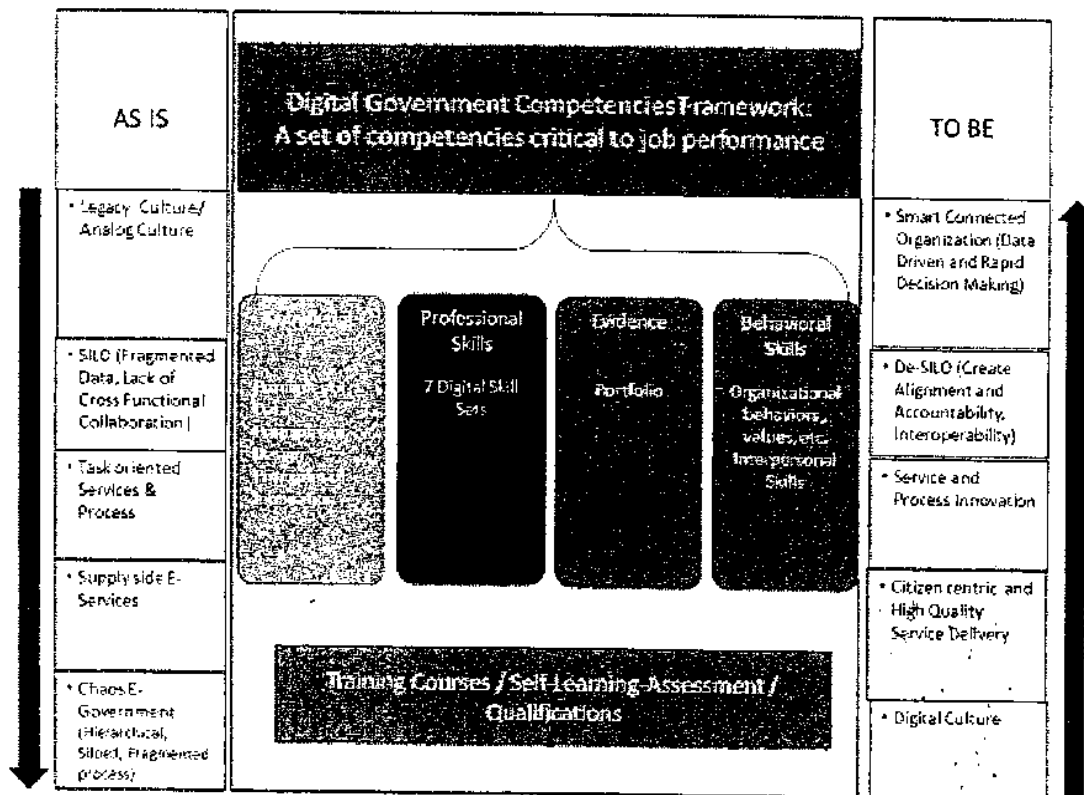 AS IS
• Legacy Culture/
Analog Culture
• SILO (Fragmented
Data, Lack of
Cross Functional
Collaboration)
• Task oriented
Services &
Process
• Supply side E-
Services
• Chaos E-
Government
(Hierarchical,
Siloed, Fragmented
process)
Digital Government Competencies Framework:
A set of competencies critical to job performance
Professional
Skills
7 Digital Skill
Sets
Evidence
Portfolio
Behavioral
Skills
Organizational
behaviors,
values, etc.
Interpersonal
Skills
Training Courses / Self-Learning-Assessment /
Qualifications
TO BE
• Smart Connected
Organization (Data
Driven and Rapid
Decision Making)
• De-SILO (Create
Alignment and
Accountability,
Interoperability)
• Service and
Process Innovation
• Citizen centric and
High Quality
Service Delivery
• Digital Culture